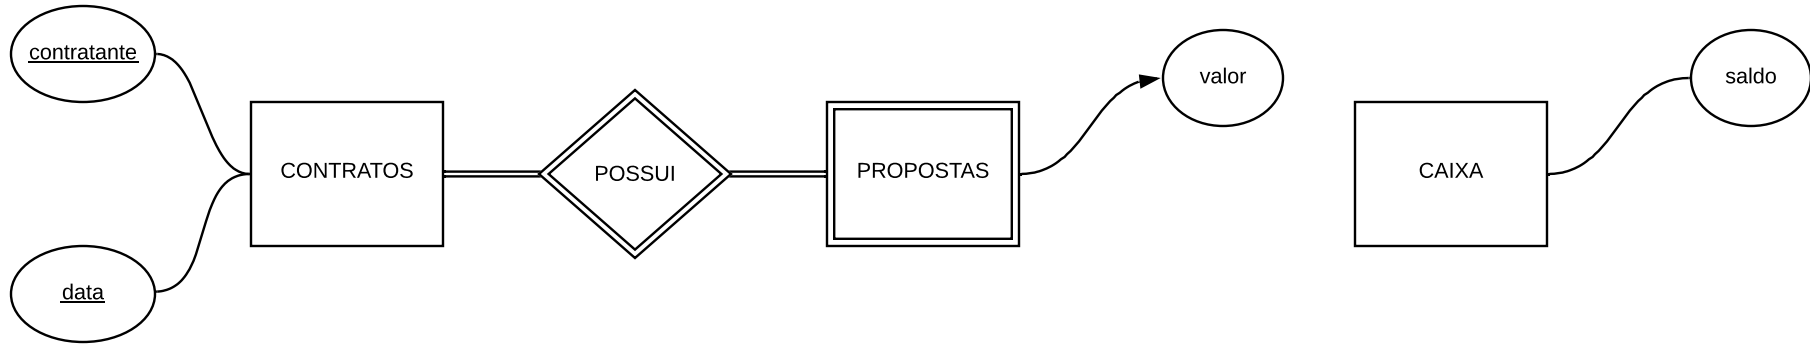 contratante
data
CONTRATOS
POSSUI
PROPOSTAS
valor
CAIXA
saldo